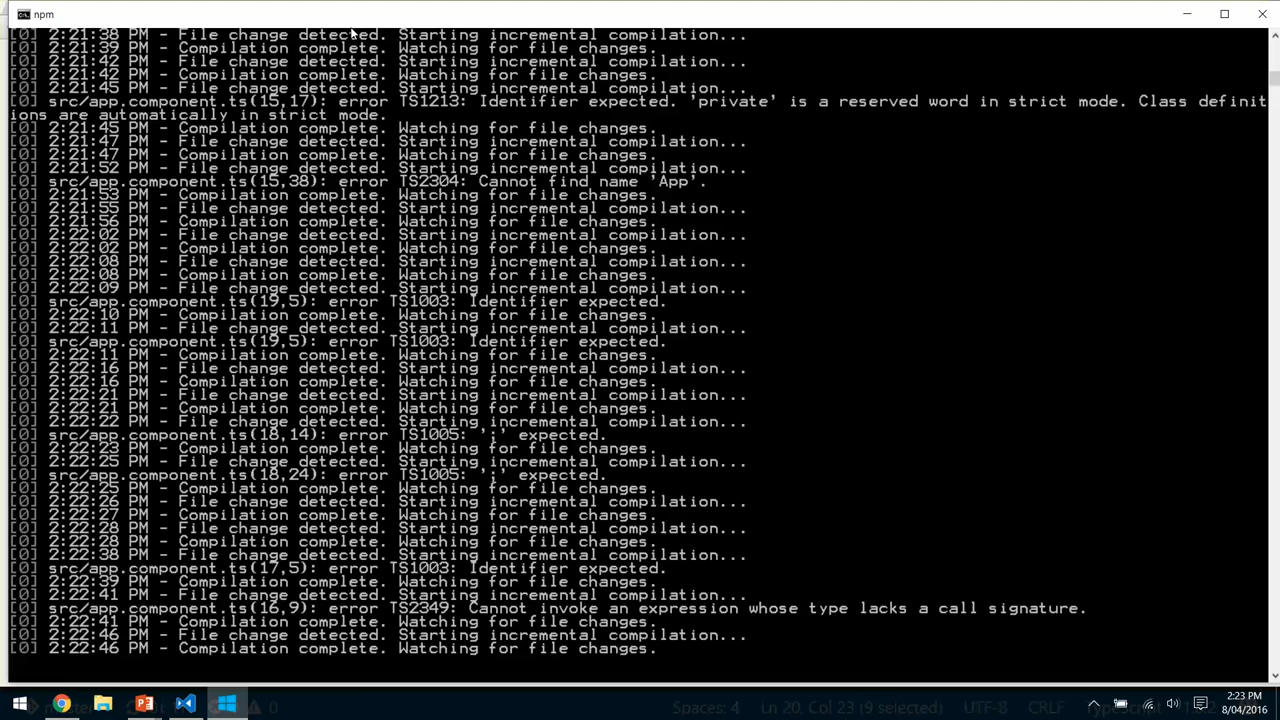 npm
[0] 2:21:38 PM - File change detected. Starting incremental compilation...
[0] 2:21:39 PM - Compilation complete. Watching for file changes.
[0] 2:21:42 PM - File change detected. Starting incremental compilation...
[0] 2:21:42 PM - Compilation complete. Watching for file changes.
[0] 2:21:45 PM - File change detected. Starting incremental compilation...
[0] src/app.component.ts(15,17): error TS1213: Identifier expected. 'private' is a reserved word in strict mode. Class definit
ions are automatically in strict mode.
[0] 2:21:45 PM - Compilation complete. Watching for file changes.
[0] 2:21:47 PM - File change detected. Starting incremental compilation...
[0] 2:21:47 PM - Compilation complete. Watching for file changes.
[0] 2:21:52 PM - File change detected. Starting incremental compilation...
[0] src/app.component.ts(15,38): error TS2304: Cannot find name 'App'.
[0] 2:21:53 PM - Compilation complete. Watching for file changes.
[0] 2:21:55 PM - File change detected. Starting incremental compilation...
[0] 2:21:56 PM - Compilation complete. Watching for file changes.
[0] 2:22:02 PM - File change detected. Starting incremental compilation...
[0] 2:22:02 PM - Compilation complete. Watching for file changes.
[0] 2:22:08 PM - File change detected. Starting incremental compilation...
[0] 2:22:08 PM - Compilation complete. Watching for file changes.
[0] 2:22:09 PM - File change detected. Starting incremental compilation...
[0] src/app.component.ts(19,5): error TS1003: Identifier expected.
[0] 2:22:10 PM - Compilation complete. Watching for file changes.
[0] 2:22:11 PM - File change detected. Starting incremental compilation...
[0] src/app.component.ts(19,5): error TS1003: Identifier expected.
[0] 2:22:11 PM - Compilation complete. Watching for file changes.
[0] 2:22:16 PM - File change detected. Starting incremental compilation...
[0] 2:22:16 PM - Compilation complete. Watching for file changes.
[0] 2:22:21 PM - File change detected. Starting incremental compilation...
[0] 2:22:21 PM - Compilation complete. Watching for file changes.
[0] 2:22:22 PM - File change detected. Starting incremental compilation...
[0] src/app.component.ts(18,14): error TS1005: ';' expected.
[0] 2:22:23 PM - Compilation complete. Watching for file changes.
[0] 2:22:25 PM - File change detected. Starting incremental compilation...
[0] src/app.component.ts(18,24): error TS1005: ';' expected.
[0] 2:22:25 PM - Compilation complete. Watching for file changes.
[0] 2:22:26 PM - File change detected. Starting incremental compilation...
[0] 2:22:27 PM - Compilation complete. Watching for file changes.
[0] 2:22:28 PM - File change detected. Starting incremental compilation...
[0] 2:22:28 PM - Compilation complete. Watching for file changes.
[0] 2:22:38 PM - File change detected. Starting incremental compilation...
[0] src/app.component.ts(17,5): error TS1003: Identifier expected.
[0] 2:22:39 PM - Compilation complete. Watching for file changes.
[0] 2:22:41 PM - File change detected. Starting incremental compilation...
[0] src/app.component.ts(16,9): error TS2349: Cannot invoke an expression whose type lacks a call signature.
[0] 2:22:41 PM - Compilation complete. Watching for file changes.
[0] 2:22:46 PM - File change detected. Starting incremental compilation...
[0] 2:22:46 PM - Compilation complete. Watching for file changes.
2:23 PM
0 Spaces: 4 Ln 20, Col 23 (9 selected) UTF-8 CRLF
8/04/2016